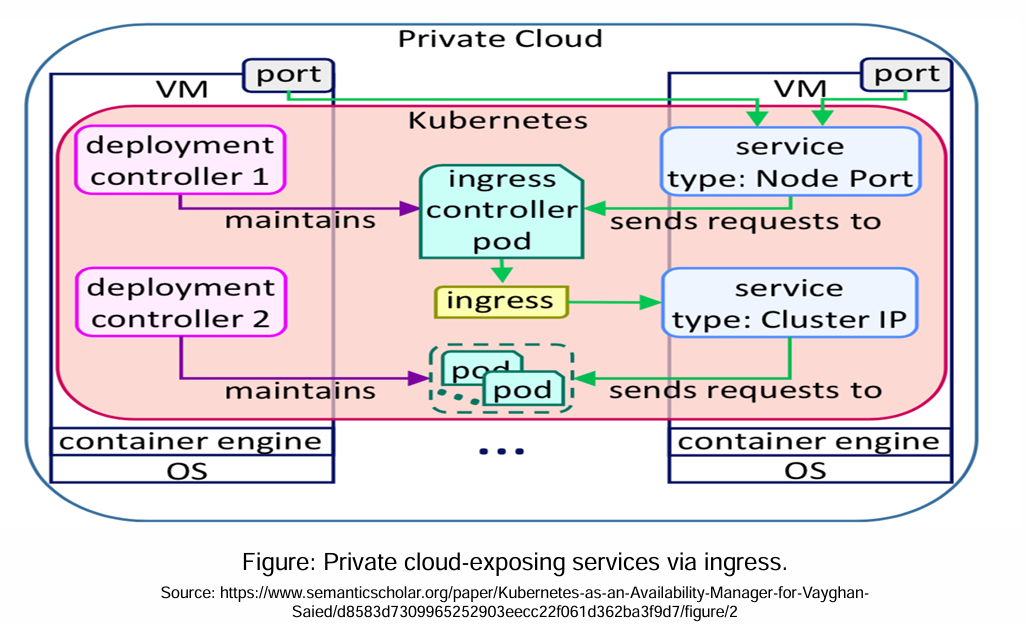 Private Cloud
port
port
VM
VM
Kubernetes
deployment
controller 1
ingress
controller
pod
service
type: Node Port
maintains
sends requests to
deployment
controller 2
ingress
service
type: Cluster IP
pod
pod
maintains
sends requests to
container engine
container engine
OS
OS
...
Figure: Private cloud-exposing services via ingress.
Source: https://www.semanticscholar.org/paper/Kubernetes-as-an-Availability-Manager-for-Vayghan-
Saied/d8583d7309965252903eecc22f061d362ba3f9d7/figure/2